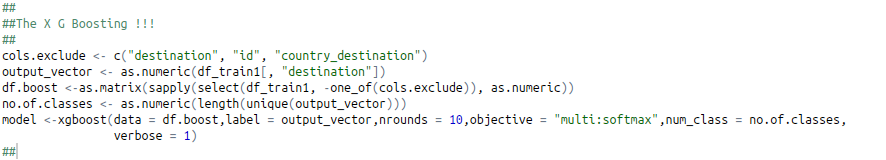 ##
##The X G Boosting !!!
##
cols.exclude <- c("destination", "id", "country_destination")
output_vector <- as.numeric(df_train1[, "destination"])
df.boost <-as.matrix(sapply(select(df_train1, -one_of(cols.exclude)), as.numeric))
no.of.classes <- as.numeric(length(unique(output_vector)))
model <-xgboost(data = df.boost,label = output_vector,nrounds = 10,objective = "multi:softmax",num_class = no.of.classes,
verbose = 1)
##